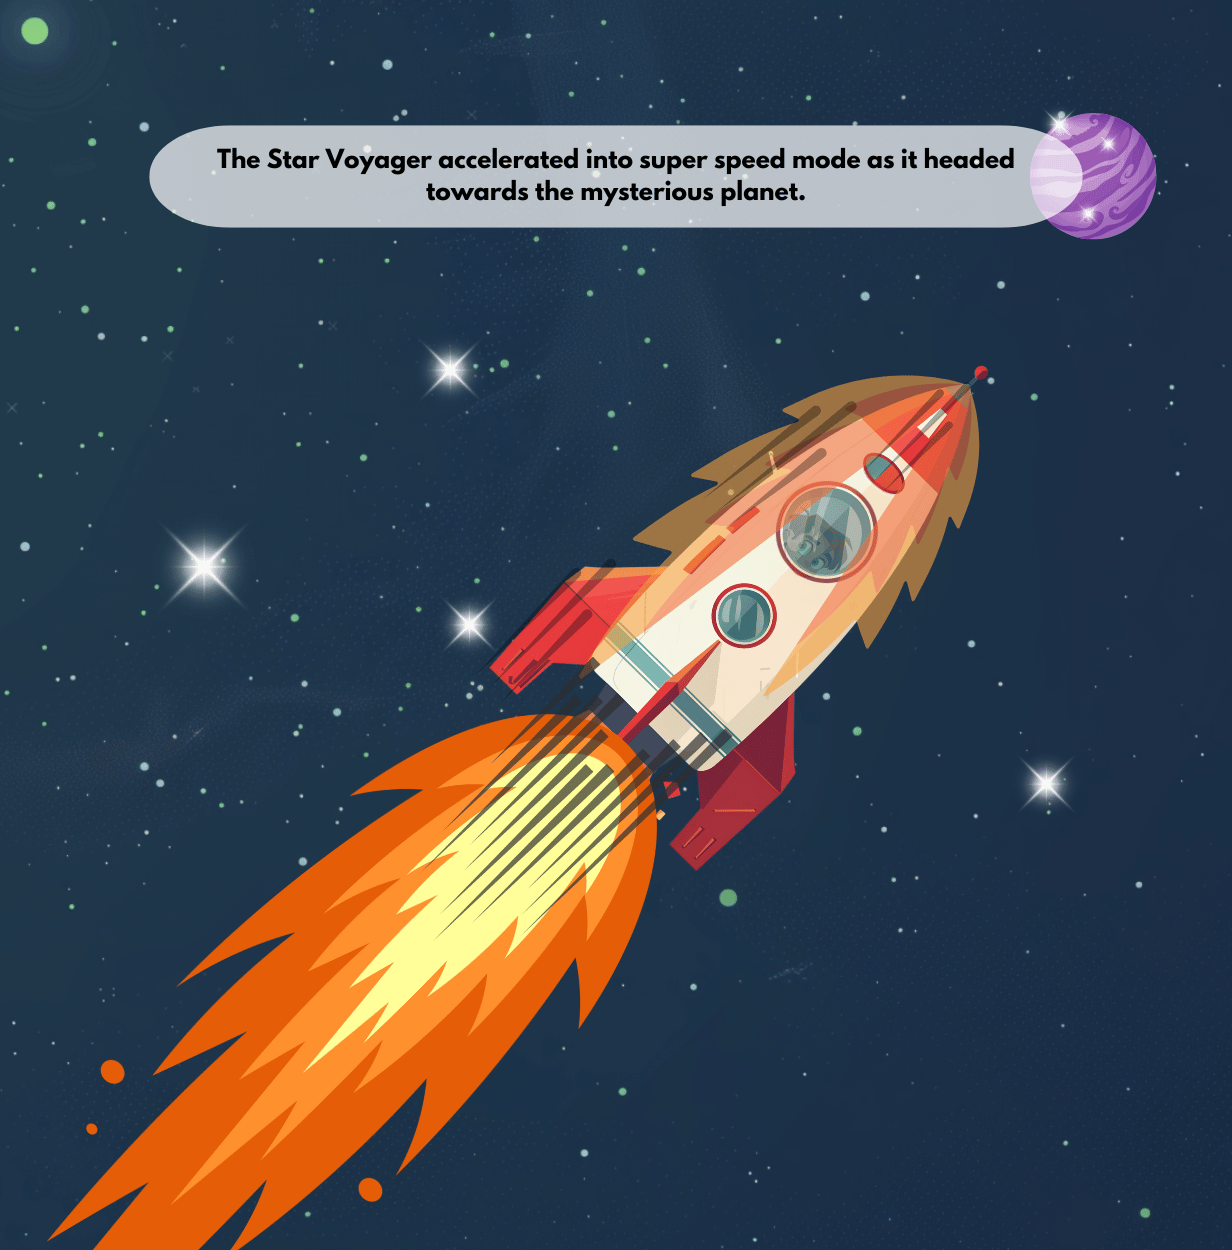 The Star Voyager accelerated into super speed mode as it headed
towards the mysterious planet.